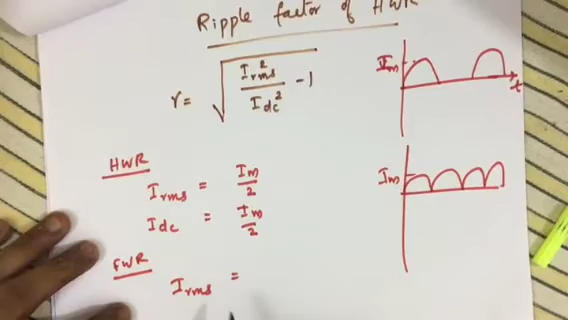 Ripple factor of HWR
r = √(Irms²/Idc² - 1)
Im
t
HWR
Irms = Im/2
Idc = Im/2
Im
FWR
Irms =